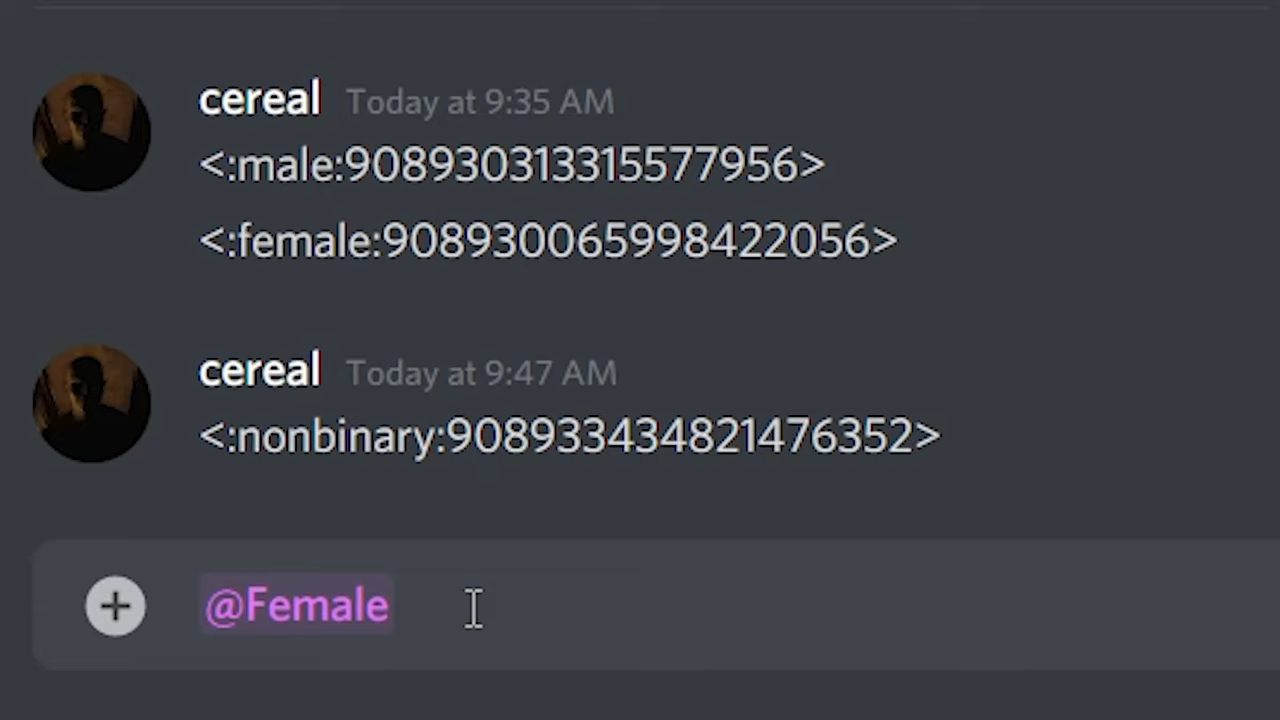 cereal Today at 9:35 AM
<:male:908930313315577956>
<:female:908930065998422056>
cereal Today at 9:47 AM
<:nonbinary:908933434821476352>
@Female